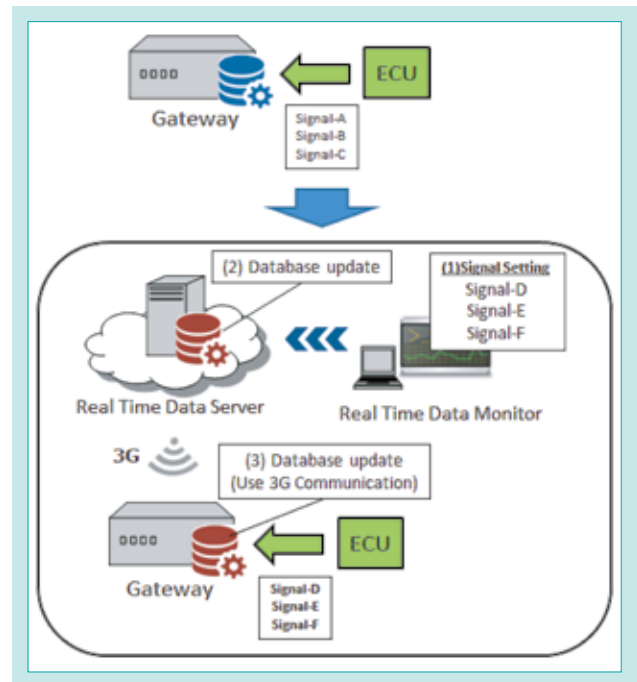 ECU
Gateway
Signal-A
Signal-B
Signal-C
(2) Database update
(1)Signal Setting
Signal-D
Signal-E
Signal-F
Real Time Data Server
Real Time Data Monitor
3G
(3) Database update
(Use 3G Communication)
ECU
Gateway
Signal-D
Signal-E
Signal-F